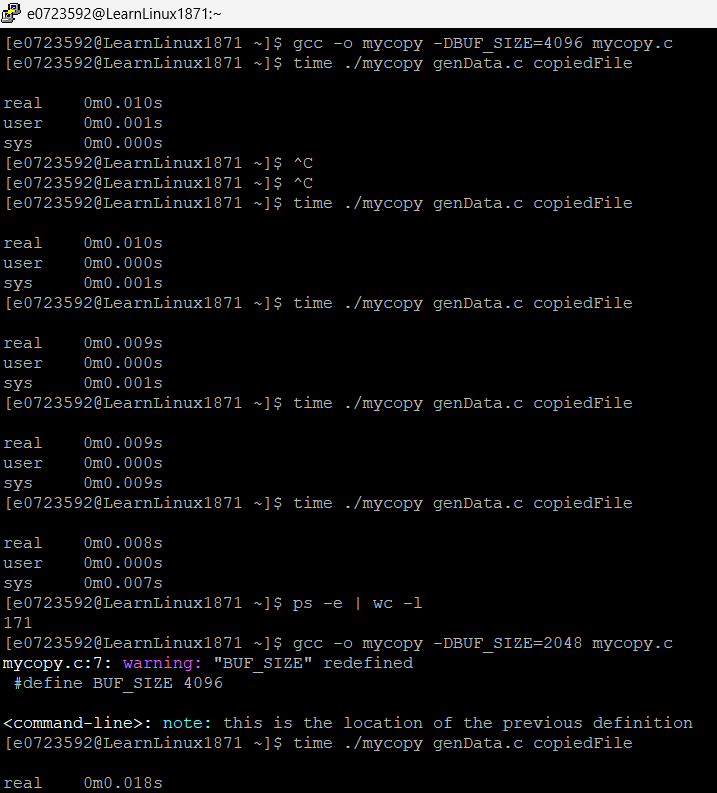 e0723592@LearnLinux1871:~
[e0723592@LearnLinux1871 ~]$ gcc -o mycopy -DBUF_SIZE=4096 mycopy.c
[e0723592@LearnLinux1871 ~]$ time ./mycopy genData.c copiedFile
real    0m0.010s
user    0m0.001s
sys     0m0.000s
[e0723592@LearnLinux1871 ~]$ ^C
[e0723592@LearnLinux1871 ~]$ ^C
[e0723592@LearnLinux1871 ~]$ time ./mycopy genData.c copiedFile
real    0m0.010s
user    0m0.000s
sys     0m0.001s
[e0723592@LearnLinux1871 ~]$ time ./mycopy genData.c copiedFile
real    0m0.009s
user    0m0.000s
sys     0m0.001s
[e0723592@LearnLinux1871 ~]$ time ./mycopy genData.c copiedFile
real    0m0.009s
user    0m0.000s
sys     0m0.009s
[e0723592@LearnLinux1871 ~]$ time ./mycopy genData.c copiedFile
real    0m0.008s
user    0m0.000s
sys     0m0.007s
[e0723592@LearnLinux1871 ~]$ ps -e | wc -l
171
[e0723592@LearnLinux1871 ~]$ gcc -o mycopy -DBUF_SIZE=2048 mycopy.c
mycopy.c:7: warning: "BUF_SIZE" redefined
 #define BUF_SIZE 4096
<command-line>: note: this is the location of the previous definition
[e0723592@LearnLinux1871 ~]$ time ./mycopy genData.c copiedFile
real    0m0.018s